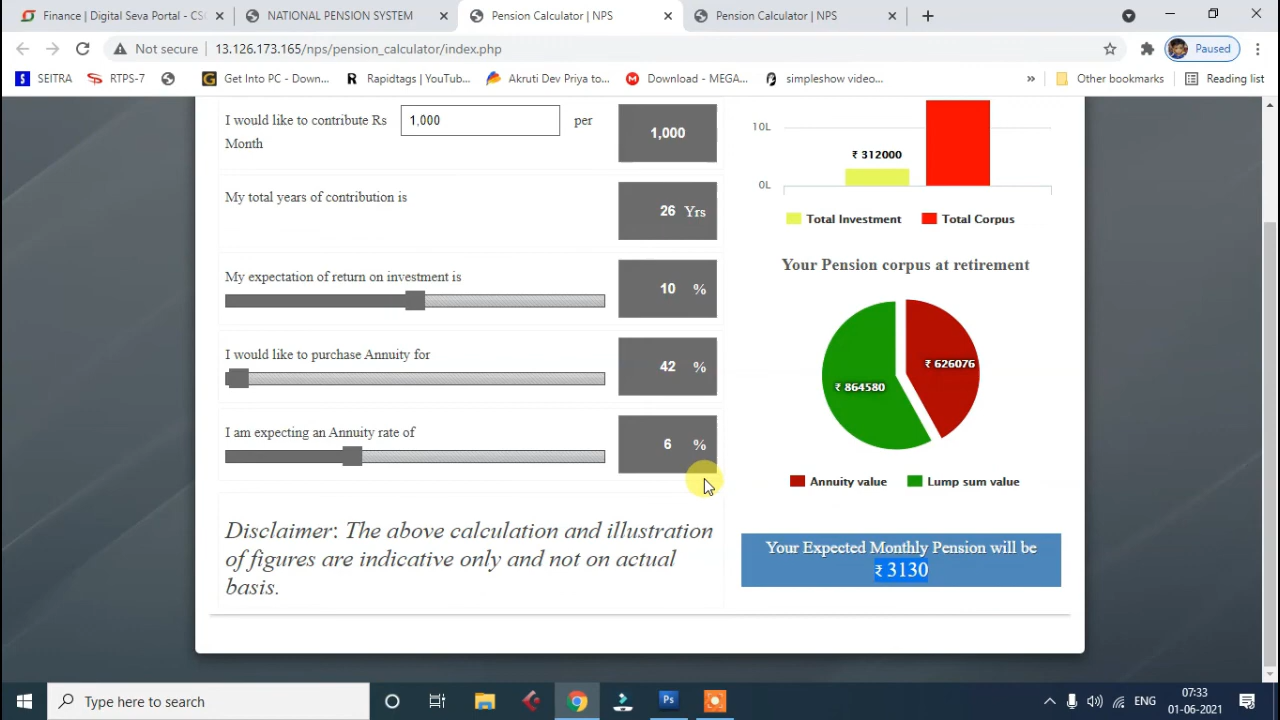 Finance | Digital Seva Portal - CSC
NATIONAL PENSION SYSTEM
Pension Calculator | NPS
Pension Calculator | NPS
Not secure
13.126.173.165/nps/pension_calculator/index.php
Paused
SEITRA
RTPS-7
Get Into PC - Down...
Rapidtags | YouTub...
Akruti Dev Priya to...
Download - MEGA...
simpleshow video...
»
Other bookmarks
Reading list
I would like to contribute Rs 1,000 per
Month
1,000
My total years of contribution is
26 Yrs
My expectation of return on investment is
10 %
I would like to purchase Annuity for
42 %
I am expecting an Annuity rate of
6 %
Disclaimer: The above calculation and illustration
of figures are indicative only and not on actual
basis.
10L
₹ 312000
0L
Total Investment Total Corpus
Your Pension corpus at retirement
₹ 626076
₹ 864580
Annuity value Lump sum value
Your Expected Monthly Pension will be
₹ 3130
Type here to search
Ps
ENG
07:33
01-06-2021